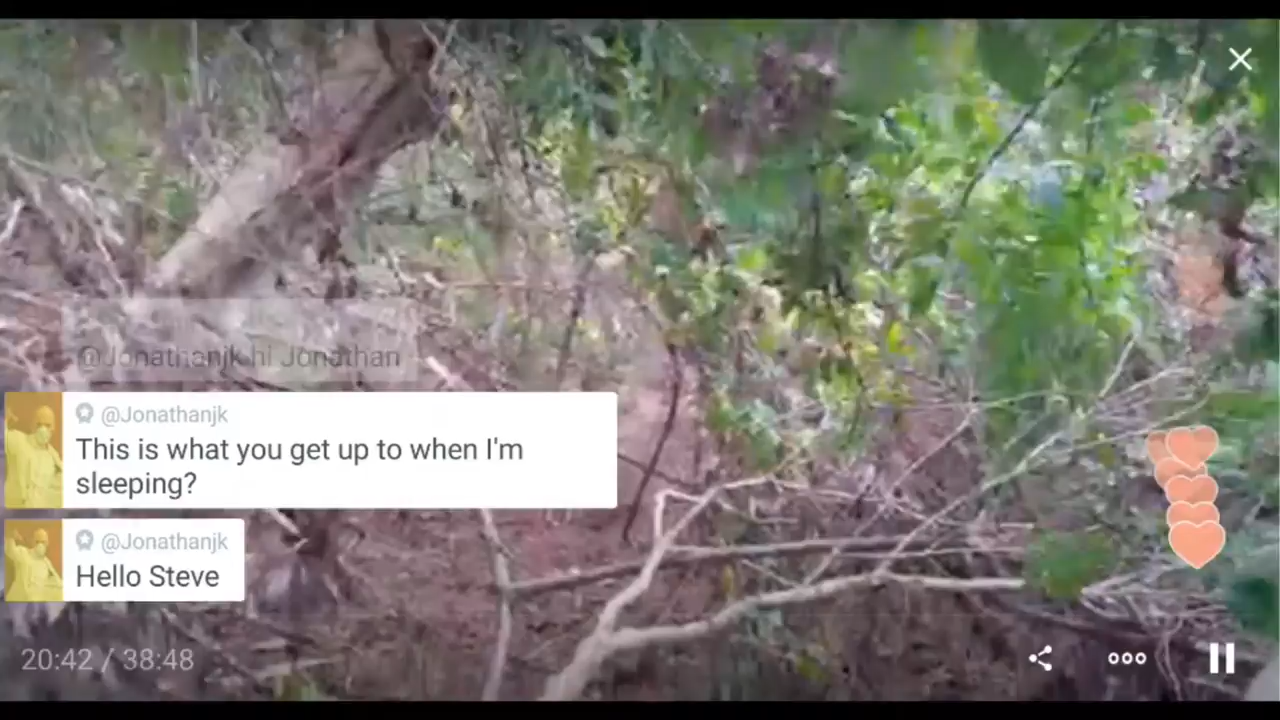 @Jonathanjk hi Jonathan
@Jonathanjk
This is what you get up to when I'm
sleeping?
@Jonathanjk
Hello Steve
20:42 / 38:48